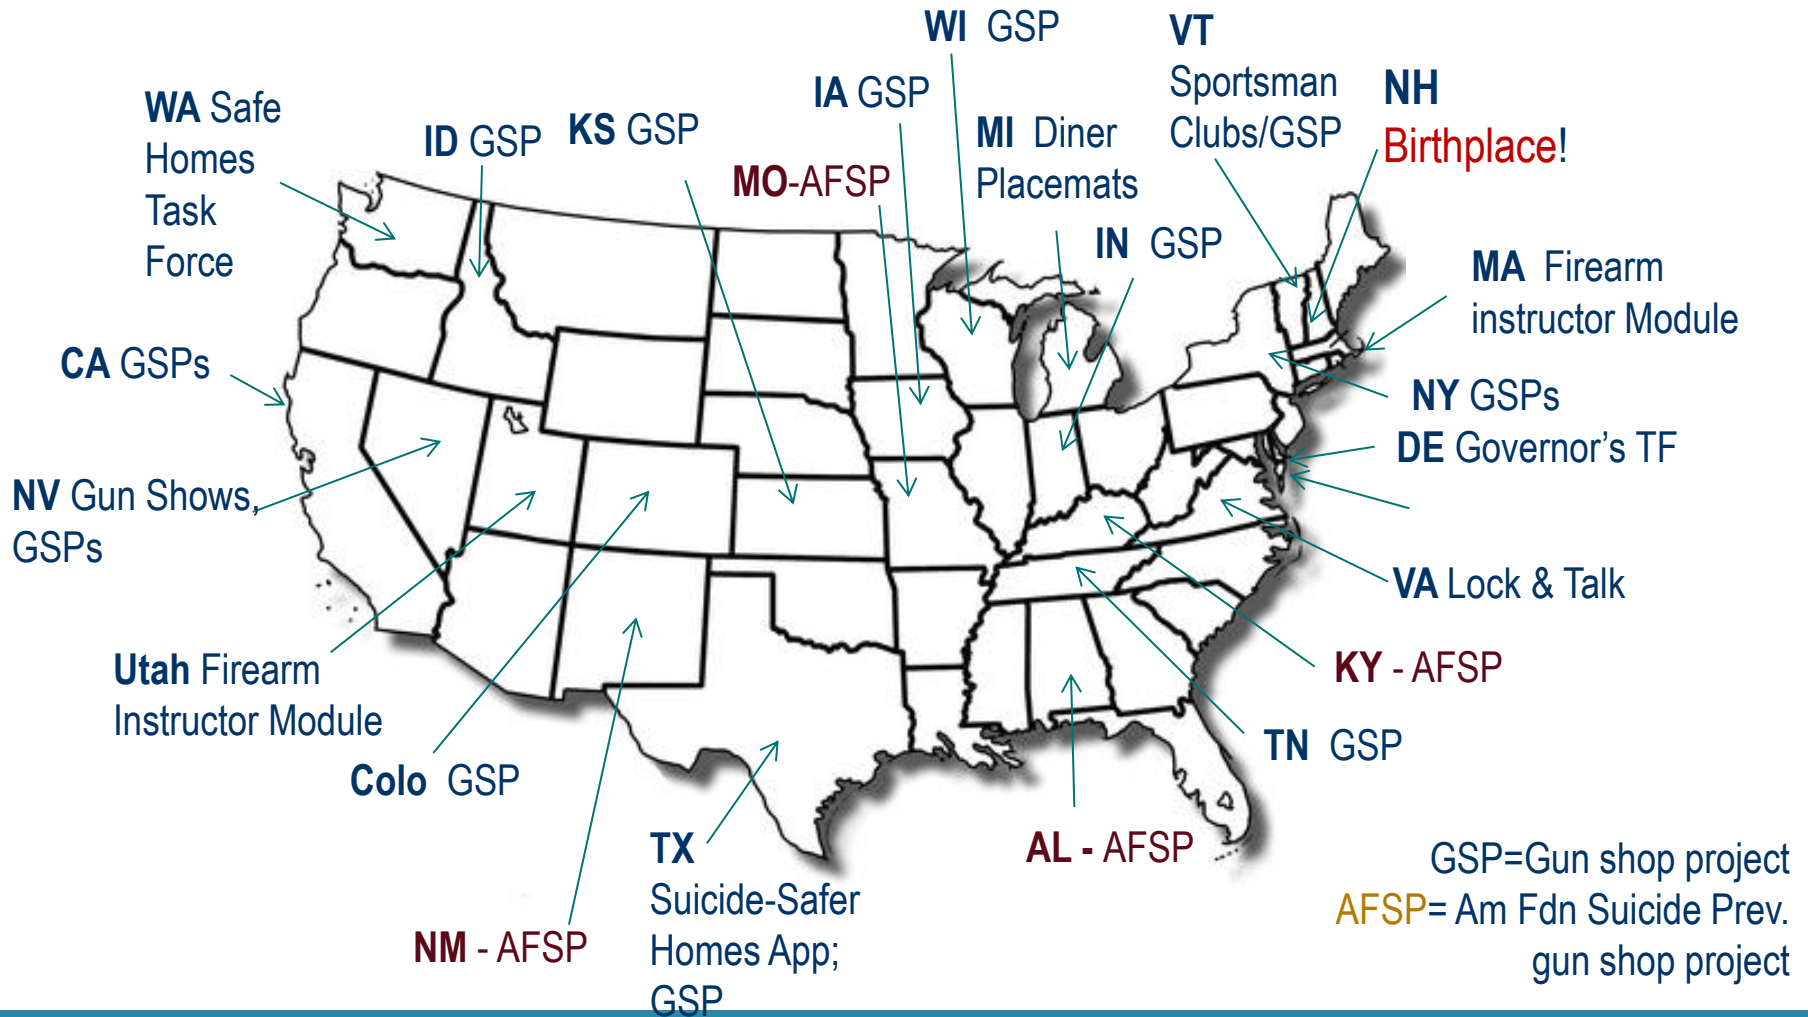 WI GSP
VT
Sportsman
Clubs/GSP
NH
Birthplace!
WA Safe
Homes
Task
Force
ID GSP
KS GSP
IA GSP
MO-AFSP
MI Diner
Placemats
IN GSP
MA Firearm
instructor Module
CA GSPs
NY GSPs
DE Governor's TF
NV Gun Shows,
GSPs
VA Lock & Talk
Utah Firearm
Instructor Module
KY - AFSP
TN GSP
Colo GSP
TX
Suicide-Safer
Homes App;
GSP
AL - AFSP
NM - AFSP
GSP=Gun shop project
AFSP= Am Fdn Suicide Prev.
gun shop project